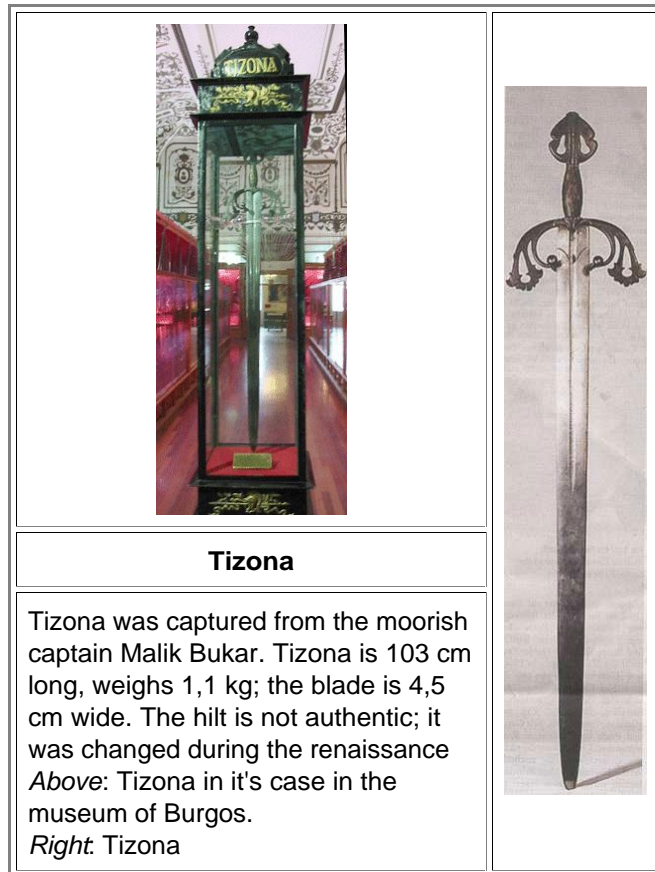 TIZONA
Tizona
Tizona was captured from the moorish
captain Malik Bukar. Tizona is 103 cm
long, weighs 1,1 kg; the blade is 4,5
cm wide. The hilt is not authentic; it
was changed during the renaissance
Above: Tizona in it's case in the
museum of Burgos.
Right: Tizona